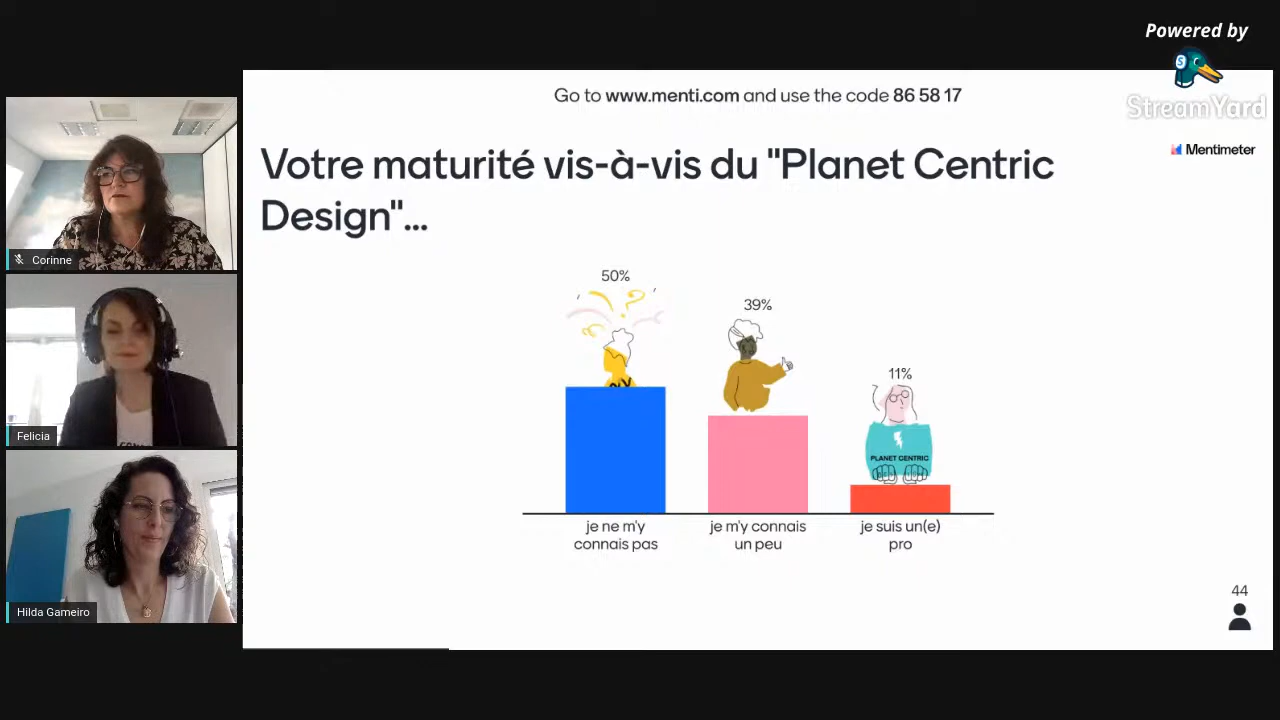 Powered by
StreamYard
Go to www.menti.com and use the code 86 58 17
Mentimeter
Votre maturité vis-à-vis du "Planet Centric
Design"...
50%
39%
11%
PLANET CENTRIC
je ne m'y
connais pas
je m'y connais
un peu
je suis un(e)
pro
44
Corinne
Felicia
Hilda Gameiro